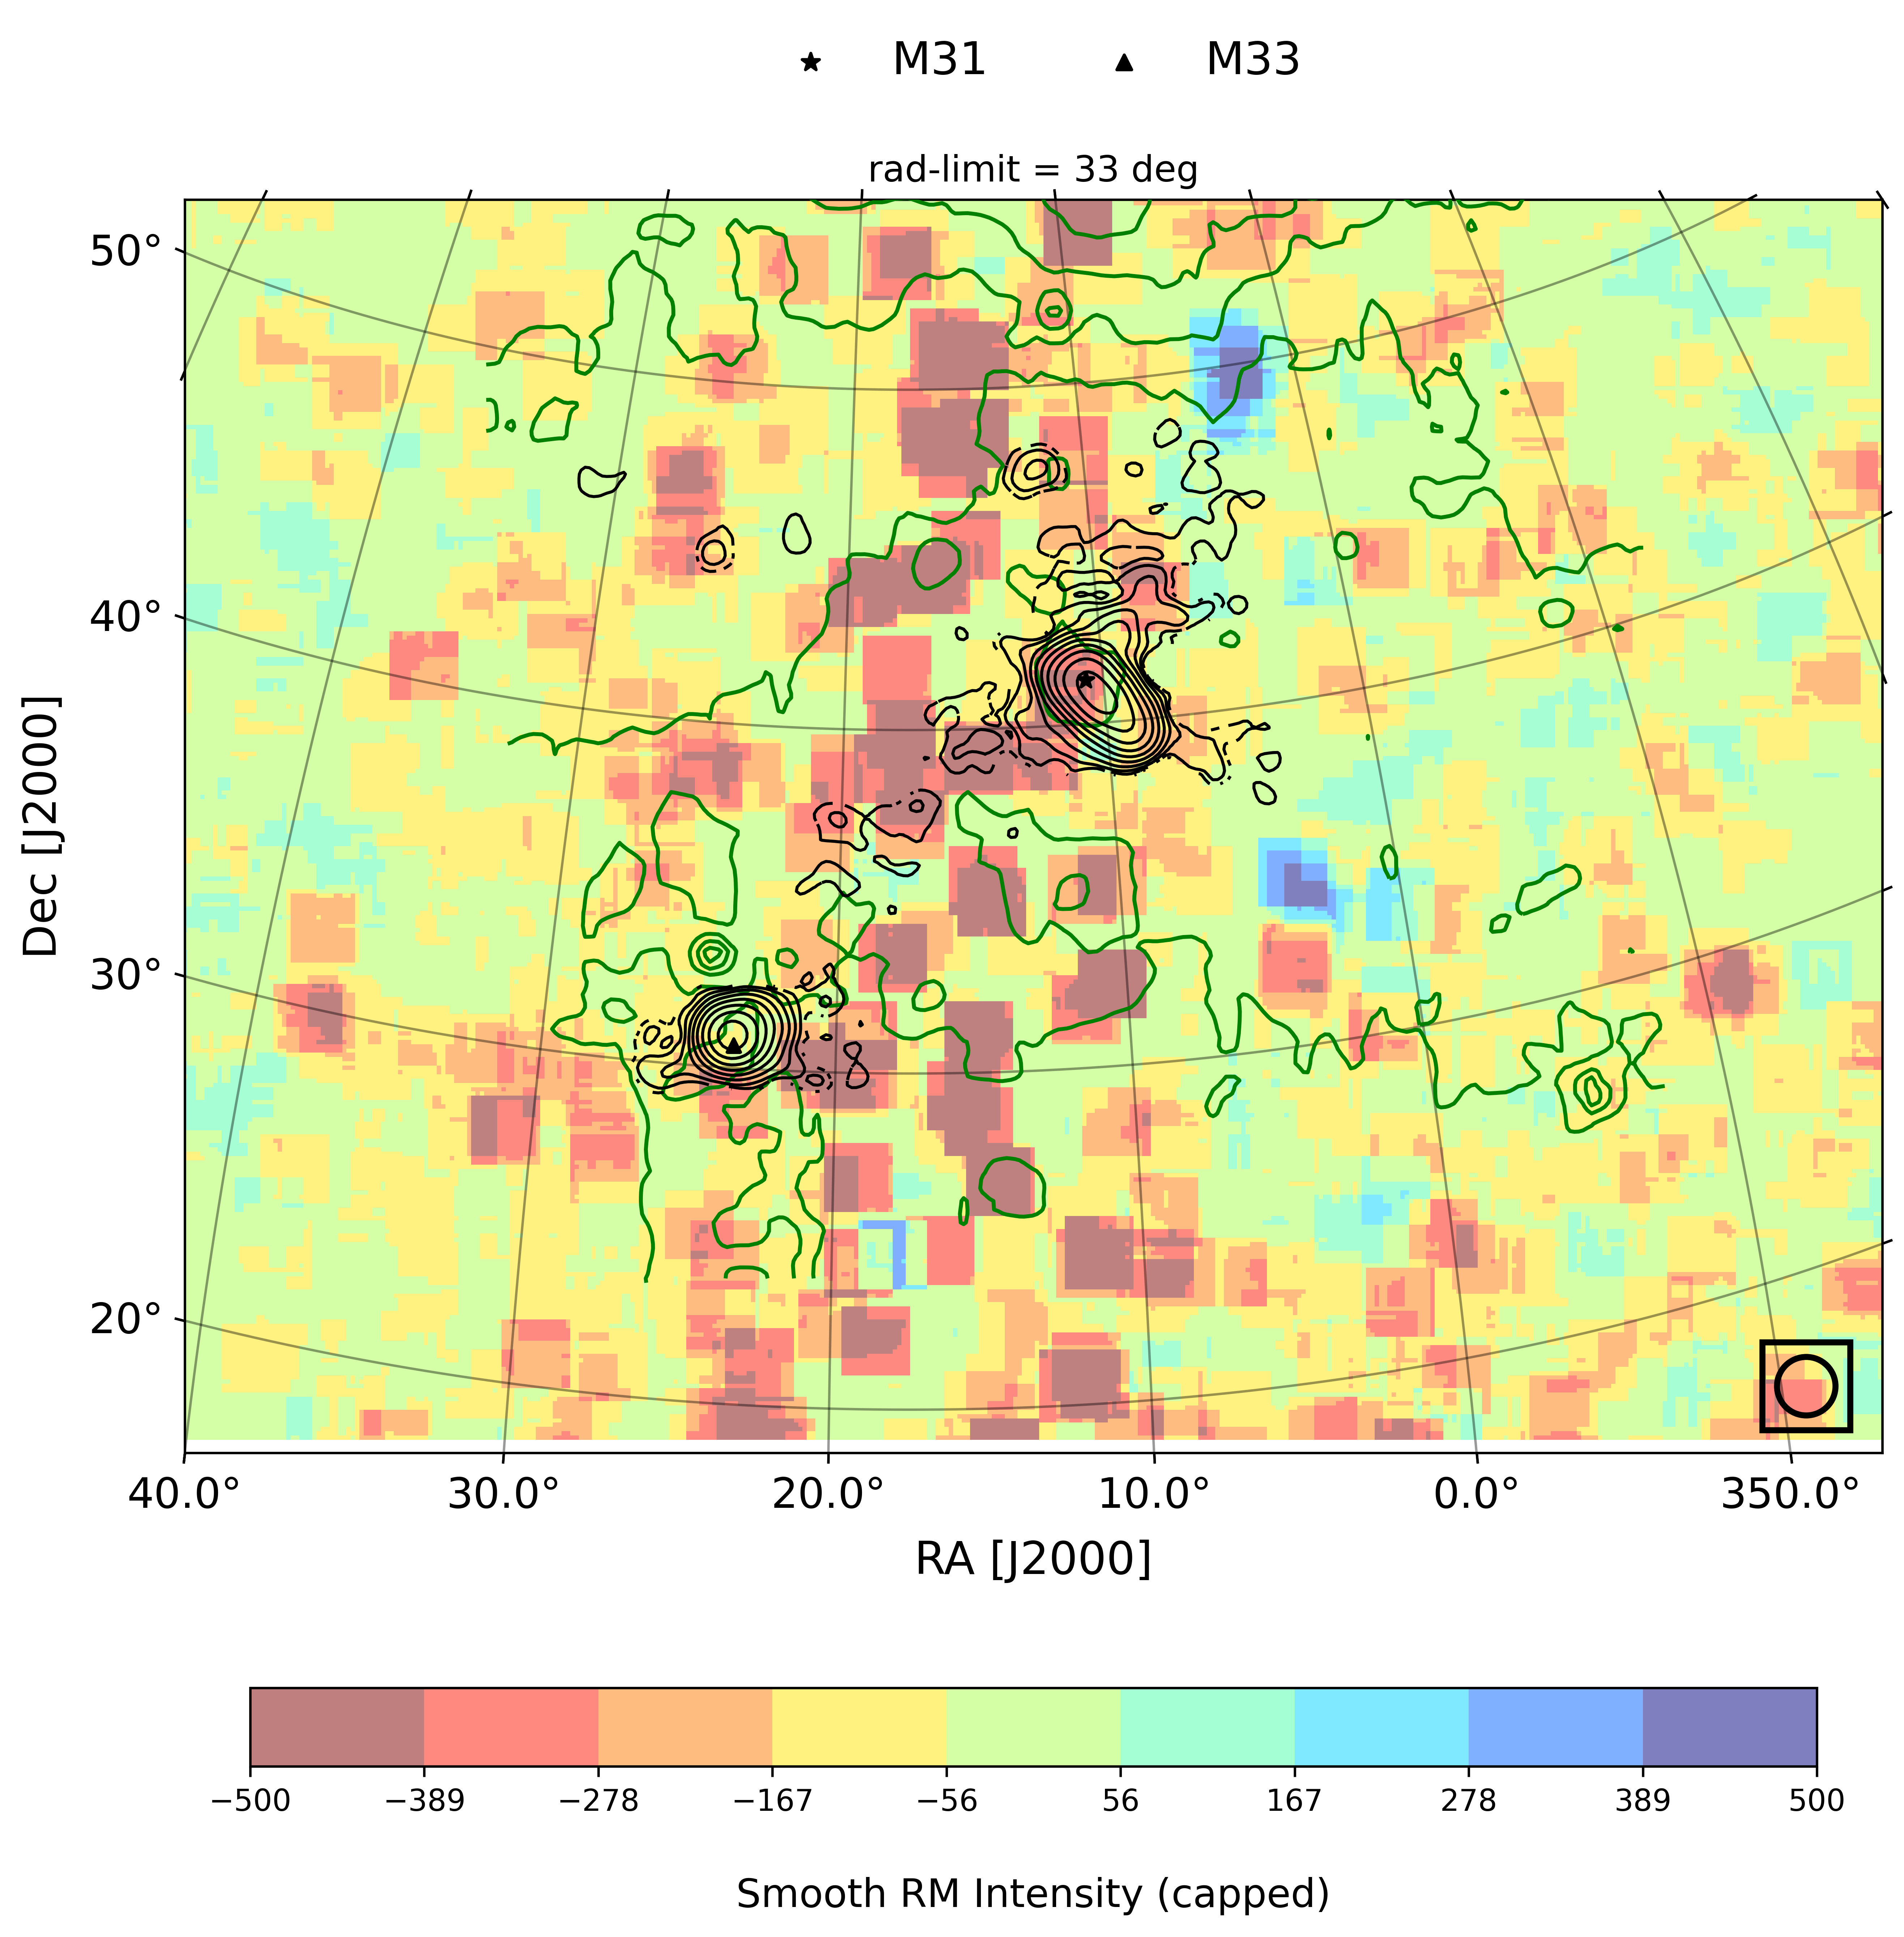 M31 M33
rad-limit = 33 deg
50°
40°
30°
20°
Dec [J2000]
40.0° 30.0° 20.0° 10.0° 0.0° 350.0°
RA [J2000]
−500 −389 −278 −167 −56 56 167 278 389 500
Smooth RM Intensity (capped)